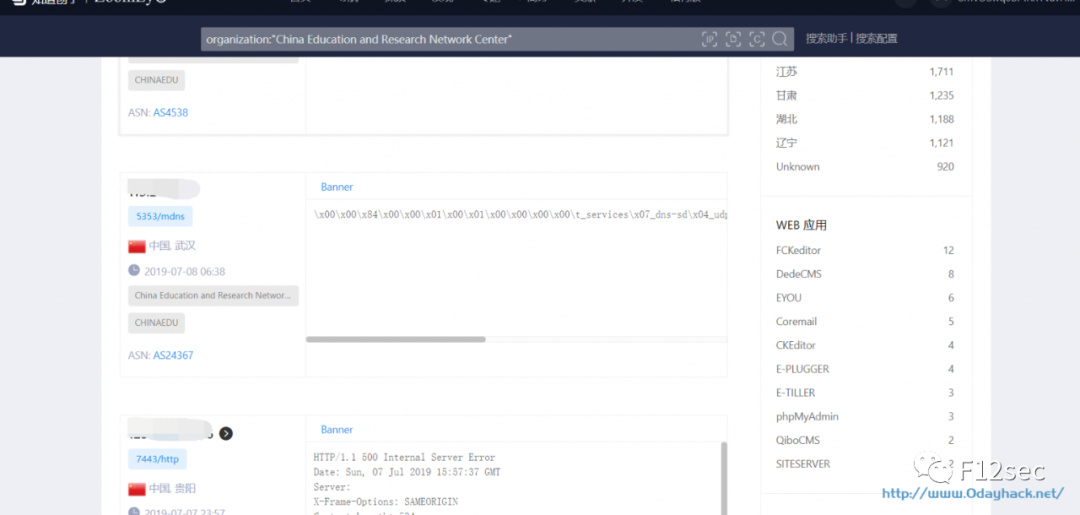 organization:"China Education and Research Network Center"
搜索助手 | 搜索配置
CHINAEDU
ASN: AS4538
5353/mdns
中国, 武汉
2019-07-08 06:38
China Education and Research Networ...
CHINAEDU
ASN: AS24367
Banner
\x00\x00\x84\x00\x00\x01\x00\x01\x00\x00\x00\x00\t_services\x07_dns-sd\x04_udp
7443/http
中国, 贵阳
2019-07-07 23:57
Banner
HTTP/1.1 500 Internal Server Error
Date: Sun, 07 Jul 2019 15:57:37 GMT
Server:
X-Frame-Options: SAMEORIGIN
江苏 1,711
甘肃 1,235
湖北 1,188
辽宁 1,121
Unknown 920
WEB 应用
FCKeditor 12
DedeCMS 8
EYOU 6
Coremail 5
CKEditor 4
E-PLUGGER 4
E-TILLER 3
phpMyAdmin 3
QiboCMS 2
SITESERVER 2
F12sec
http://www.0dayhack.net/